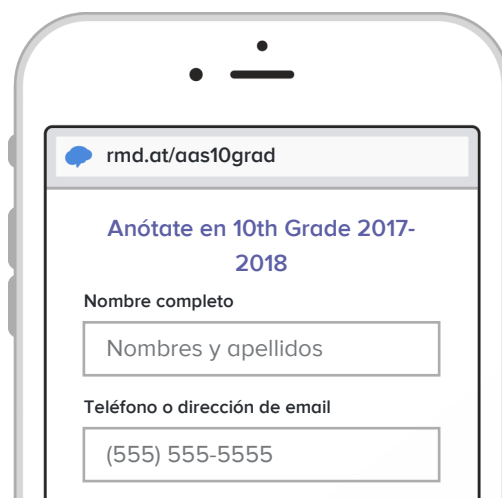 rmd.at/aas10grad
Anótate en 10th Grade 2017-
2018
Nombre completo
Nombres y apellidos
Teléfono o dirección de email
(555) 555-5555